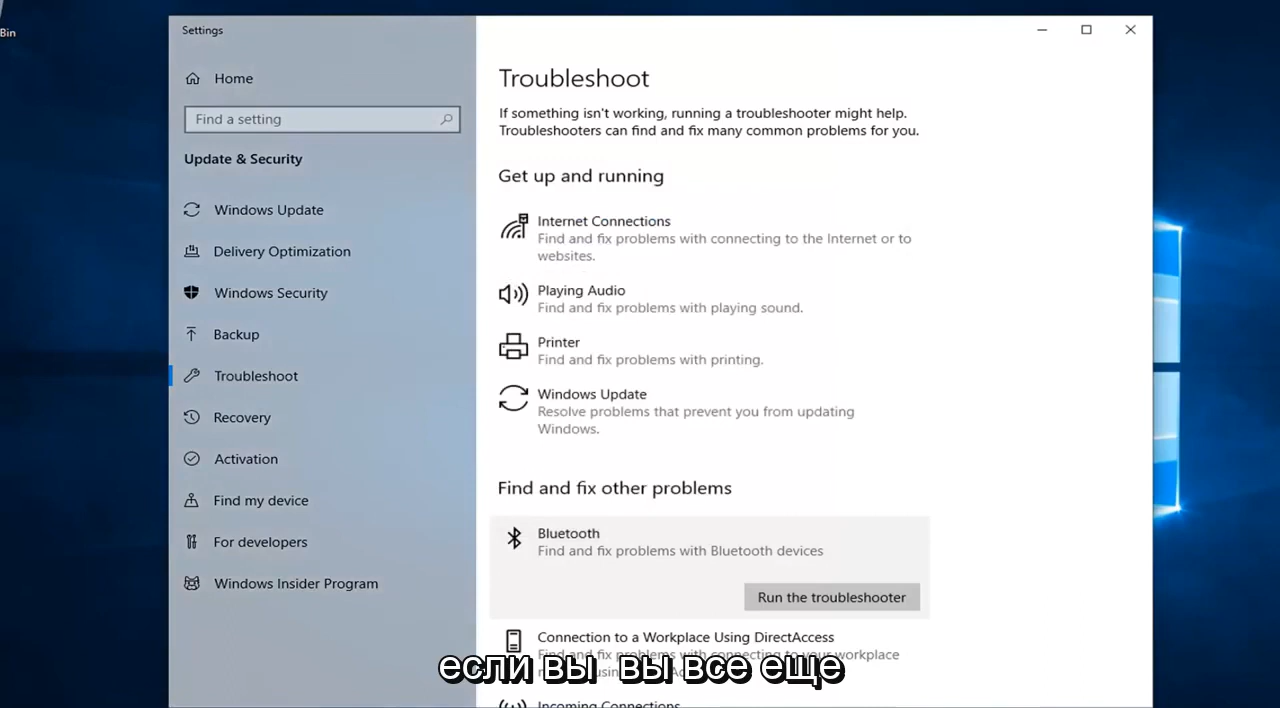 Bin
Settings
Home
Find a setting
Update & Security
Windows Update
Delivery Optimization
Windows Security
Backup
Troubleshoot
Recovery
Activation
Find my device
For developers
Windows Insider Program
Troubleshoot
If something isn't working, running a troubleshooter might help.
Troubleshooters can find and fix many common problems for you.
Get up and running
Internet Connections
Find and fix problems with connecting to the Internet or to
websites.
Playing Audio
Find and fix problems with playing sound.
Printer
Find and fix problems with printing.
Windows Update
Resolve problems that prevent you from updating
Windows.
Find and fix other problems
Bluetooth
Find and fix problems with Bluetooth devices
Run the troubleshooter
Connection to a Workplace Using DirectAccess
Find and fix problems with connecting to your workplace
Incoming Connections
если вы вы все еще